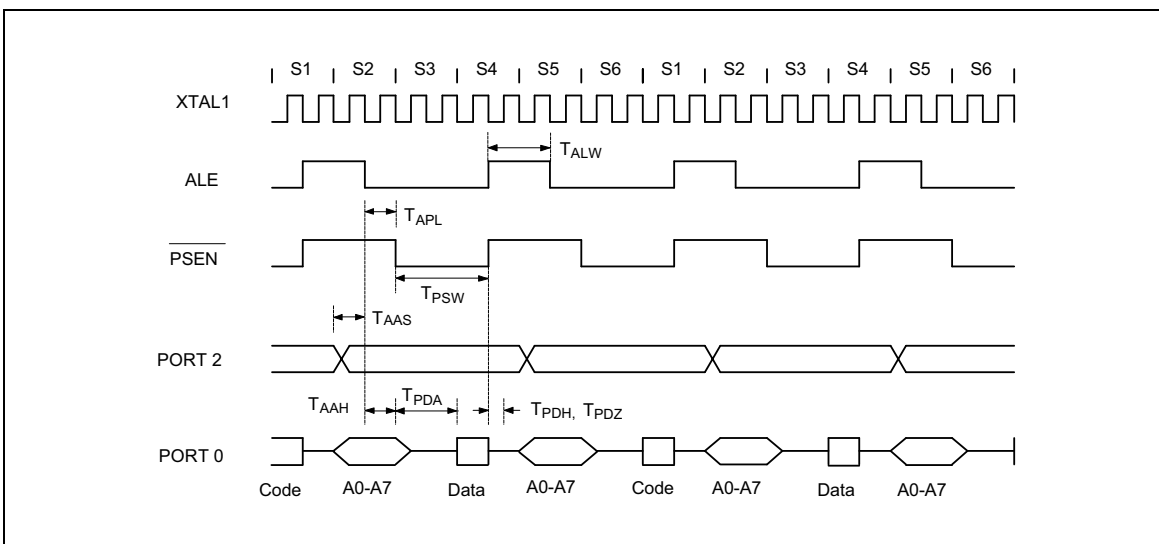 S1 S2 S3 S4 S5 S6 S1 S2 S3 S4 S5 S6
XTAL1
TALW
ALE
TAPL
PSEN
TPSW
TAAS
PORT 2
TAAH TPDA TPDH, TPDZ
PORT 0
Code A0-A7 Data A0-A7 Code A0-A7 Data A0-A7